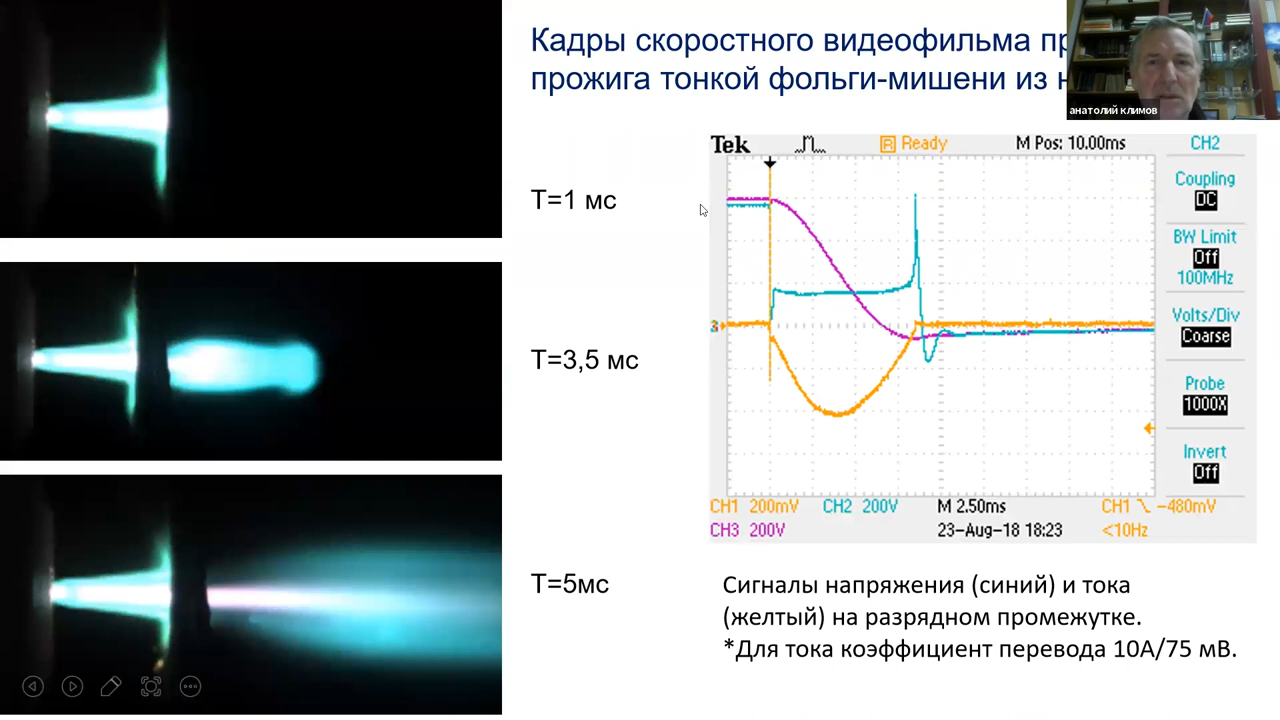 Кадры скоростного видеофильма
прожига тонкой фольги-мишени из
анатолий климов
T=1 мс
T=3,5 мс
T=5мс
Tek
R Ready
M Pos: 10.00ms
CH2
Coupling
DC
BW Limit
Off
100MHz
Volts/Div
Coarse
Probe
1000X
Invert
Off
3
CH1 200mV
CH2 200V
M 2.50ms
CH1 -480mV
CH3 200V
23-Aug-18 18:23
<10Hz
Сигналы напряжения (синий) и тока
(желтый) на разрядном промежутке.
*Для тока коэффициент перевода 10А/75 мВ.